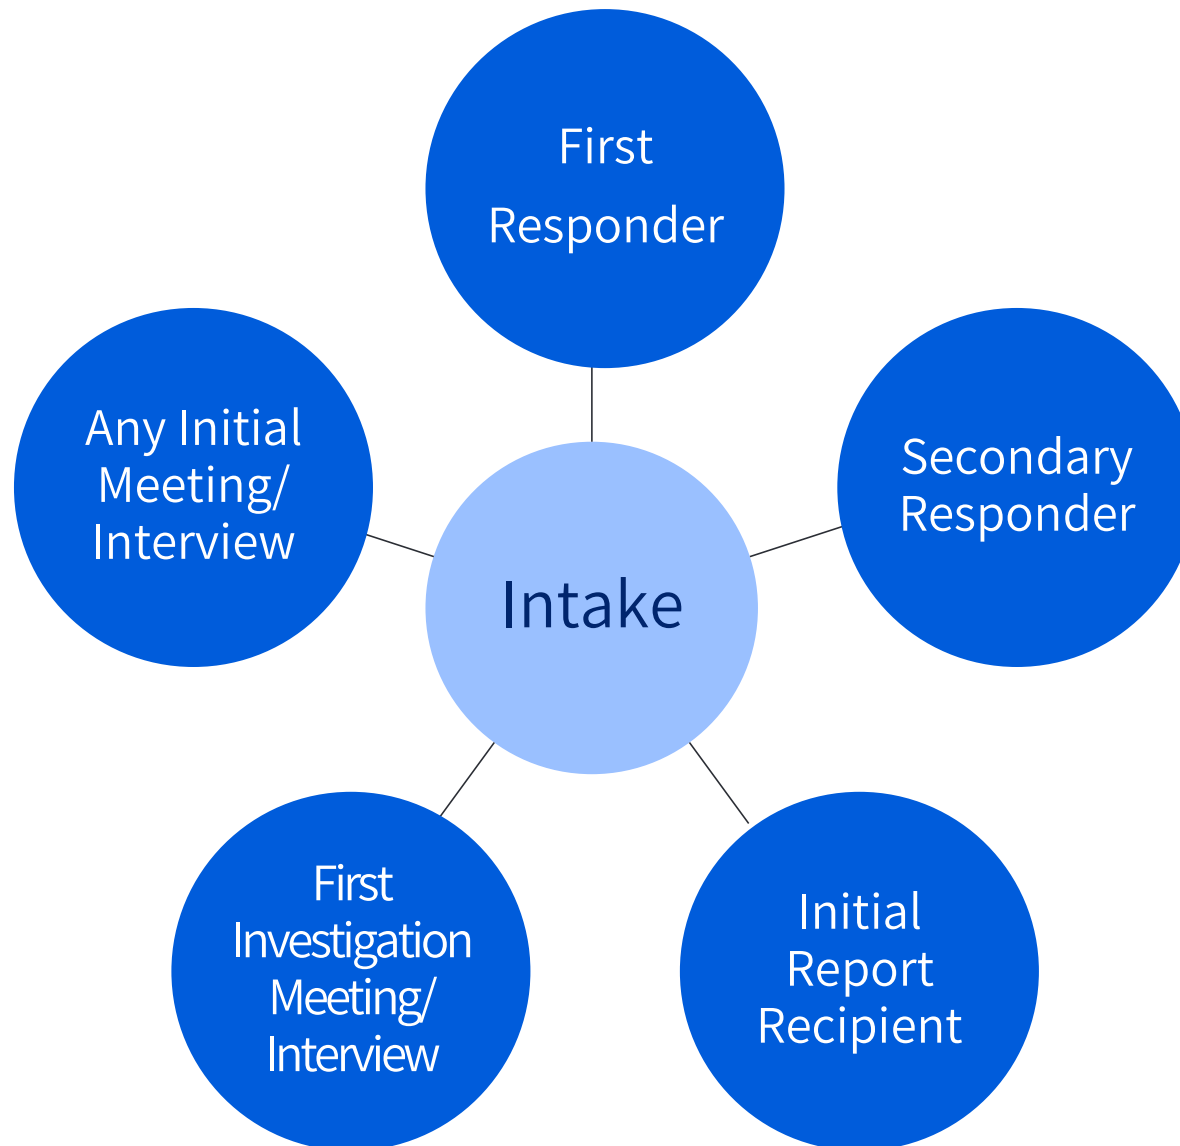 First
Responder
Any Initial
Meeting/
Interview
Secondary
Responder
Intake
First
Investigation
Meeting/
Interview
Initial
Report
Recipient